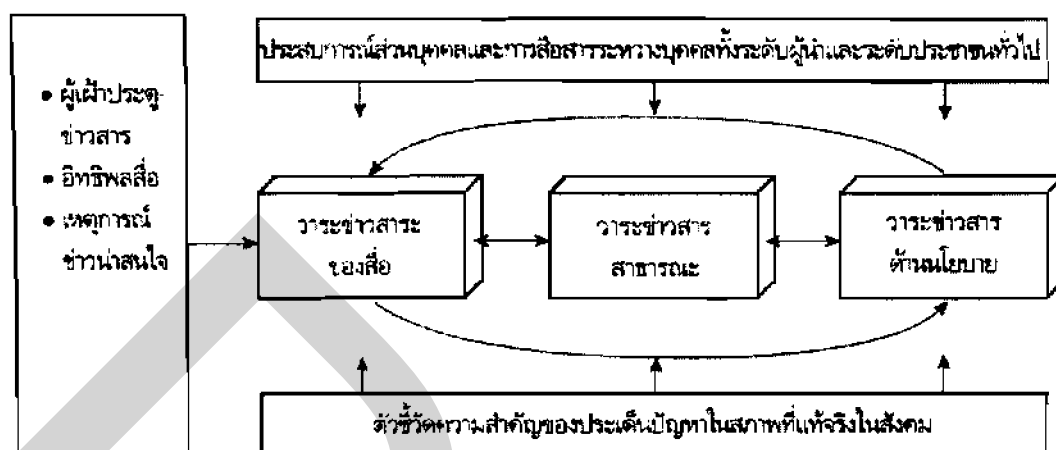 ประสบการณ์ส่วนบุคคลและการสื่อสารระหว่างบุคคลทั้งระดับผู้นำและระดับประชาชนทั่วไป
• ผู้เฝ้าประตู-
ข่าวสาร
• อิทธิพลสื่อ
• เหตุการณ์
ข่าวน่าสนใจ
วาระข่าวสาระ
ของสื่อ
วาระข่าวสาร
สาธารณะ
วาระข่าวสาร
ด้านนโยบาย
ตัวชี้วัดความสำคัญของประเด็นปัญหาในสภาพที่แท้จริงในสังคม